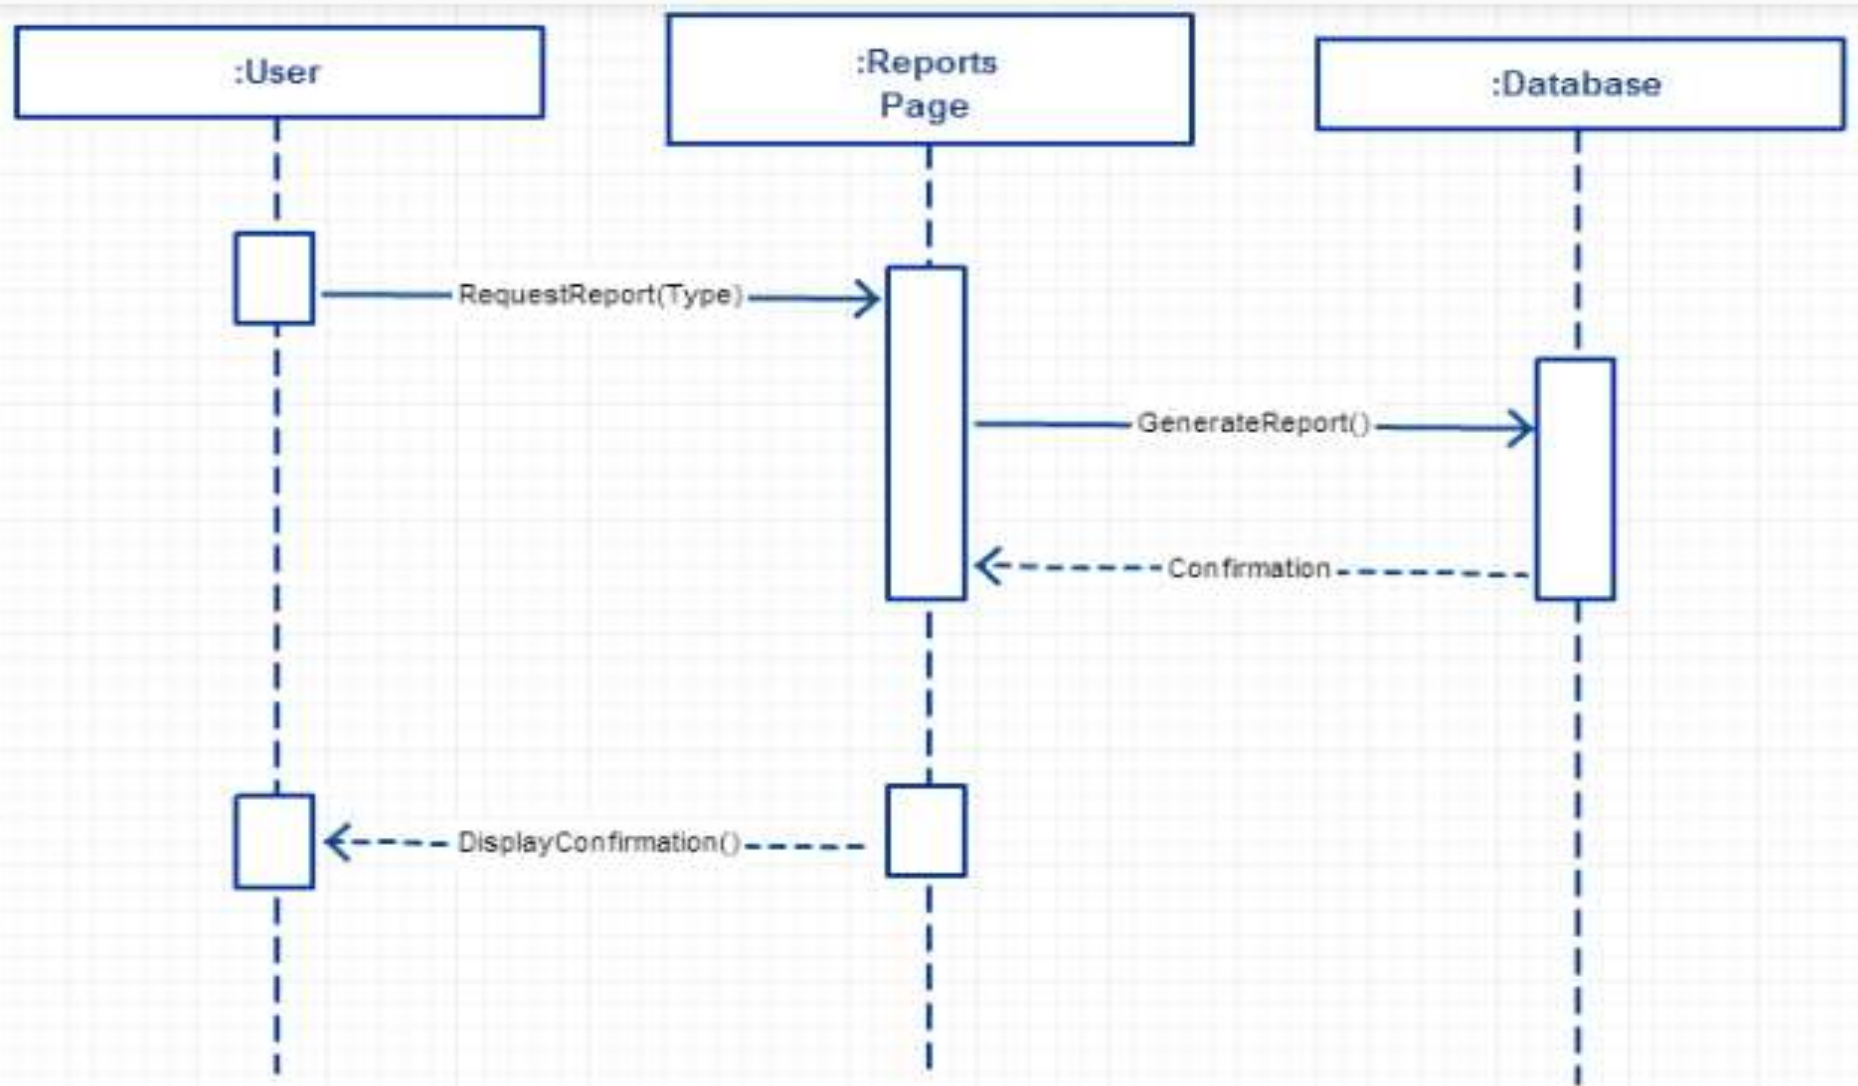 :User
:Reports
Page
:Database
RequestReport(Type)
GenerateReport()
Confirmation
DisplayConfirmation()